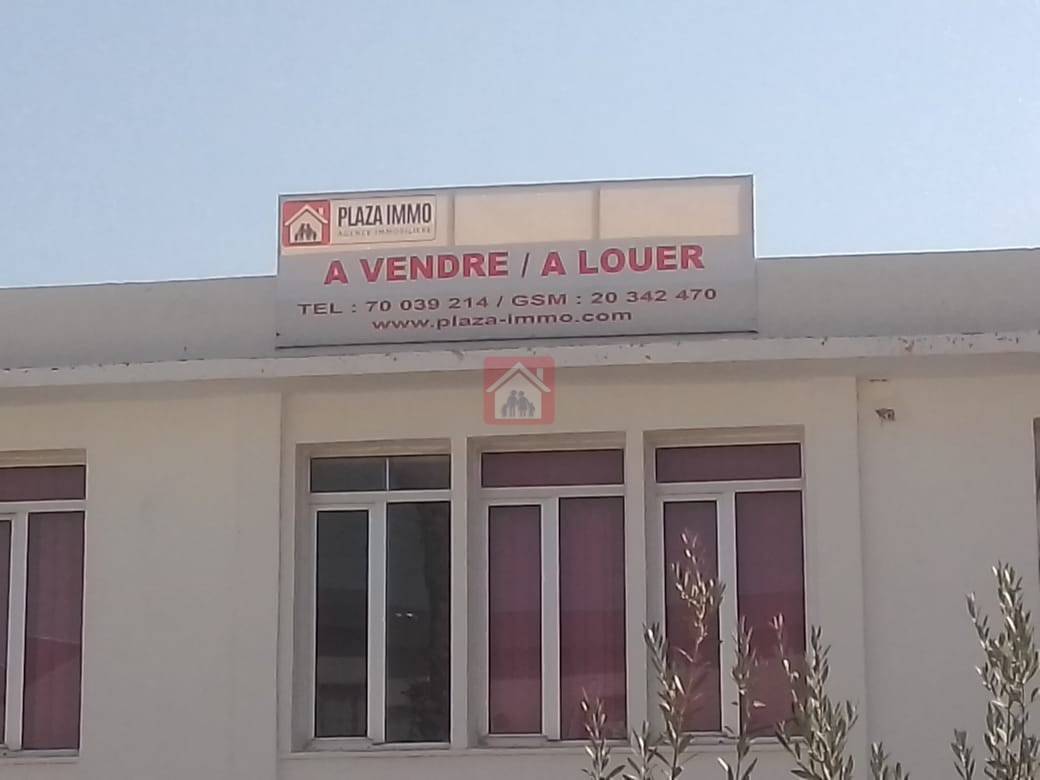 PLAZA IMMO
AGENCE IMMOBILIERE
A VENDRE / A LOUER
TEL : 70 039 214 / GSM : 20 342 470
www.plaza-immo.com